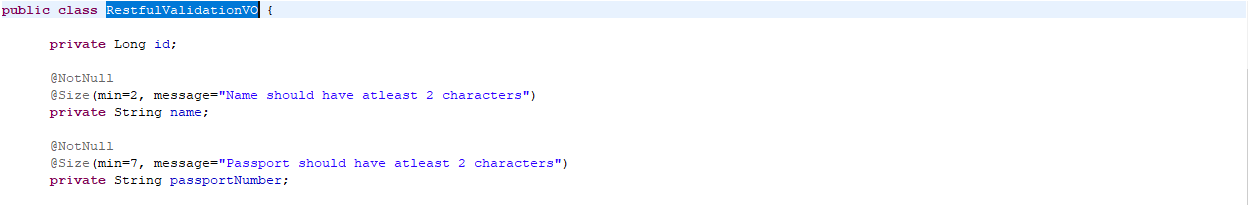 public class RestfulValidationVO {
private Long id;
@NotNull
@Size(min=2, message="Name should have atleast 2 characters")
private String name;
@NotNull
@Size(min=7, message="Passport should have atleast 2 characters")
private String passportNumber;